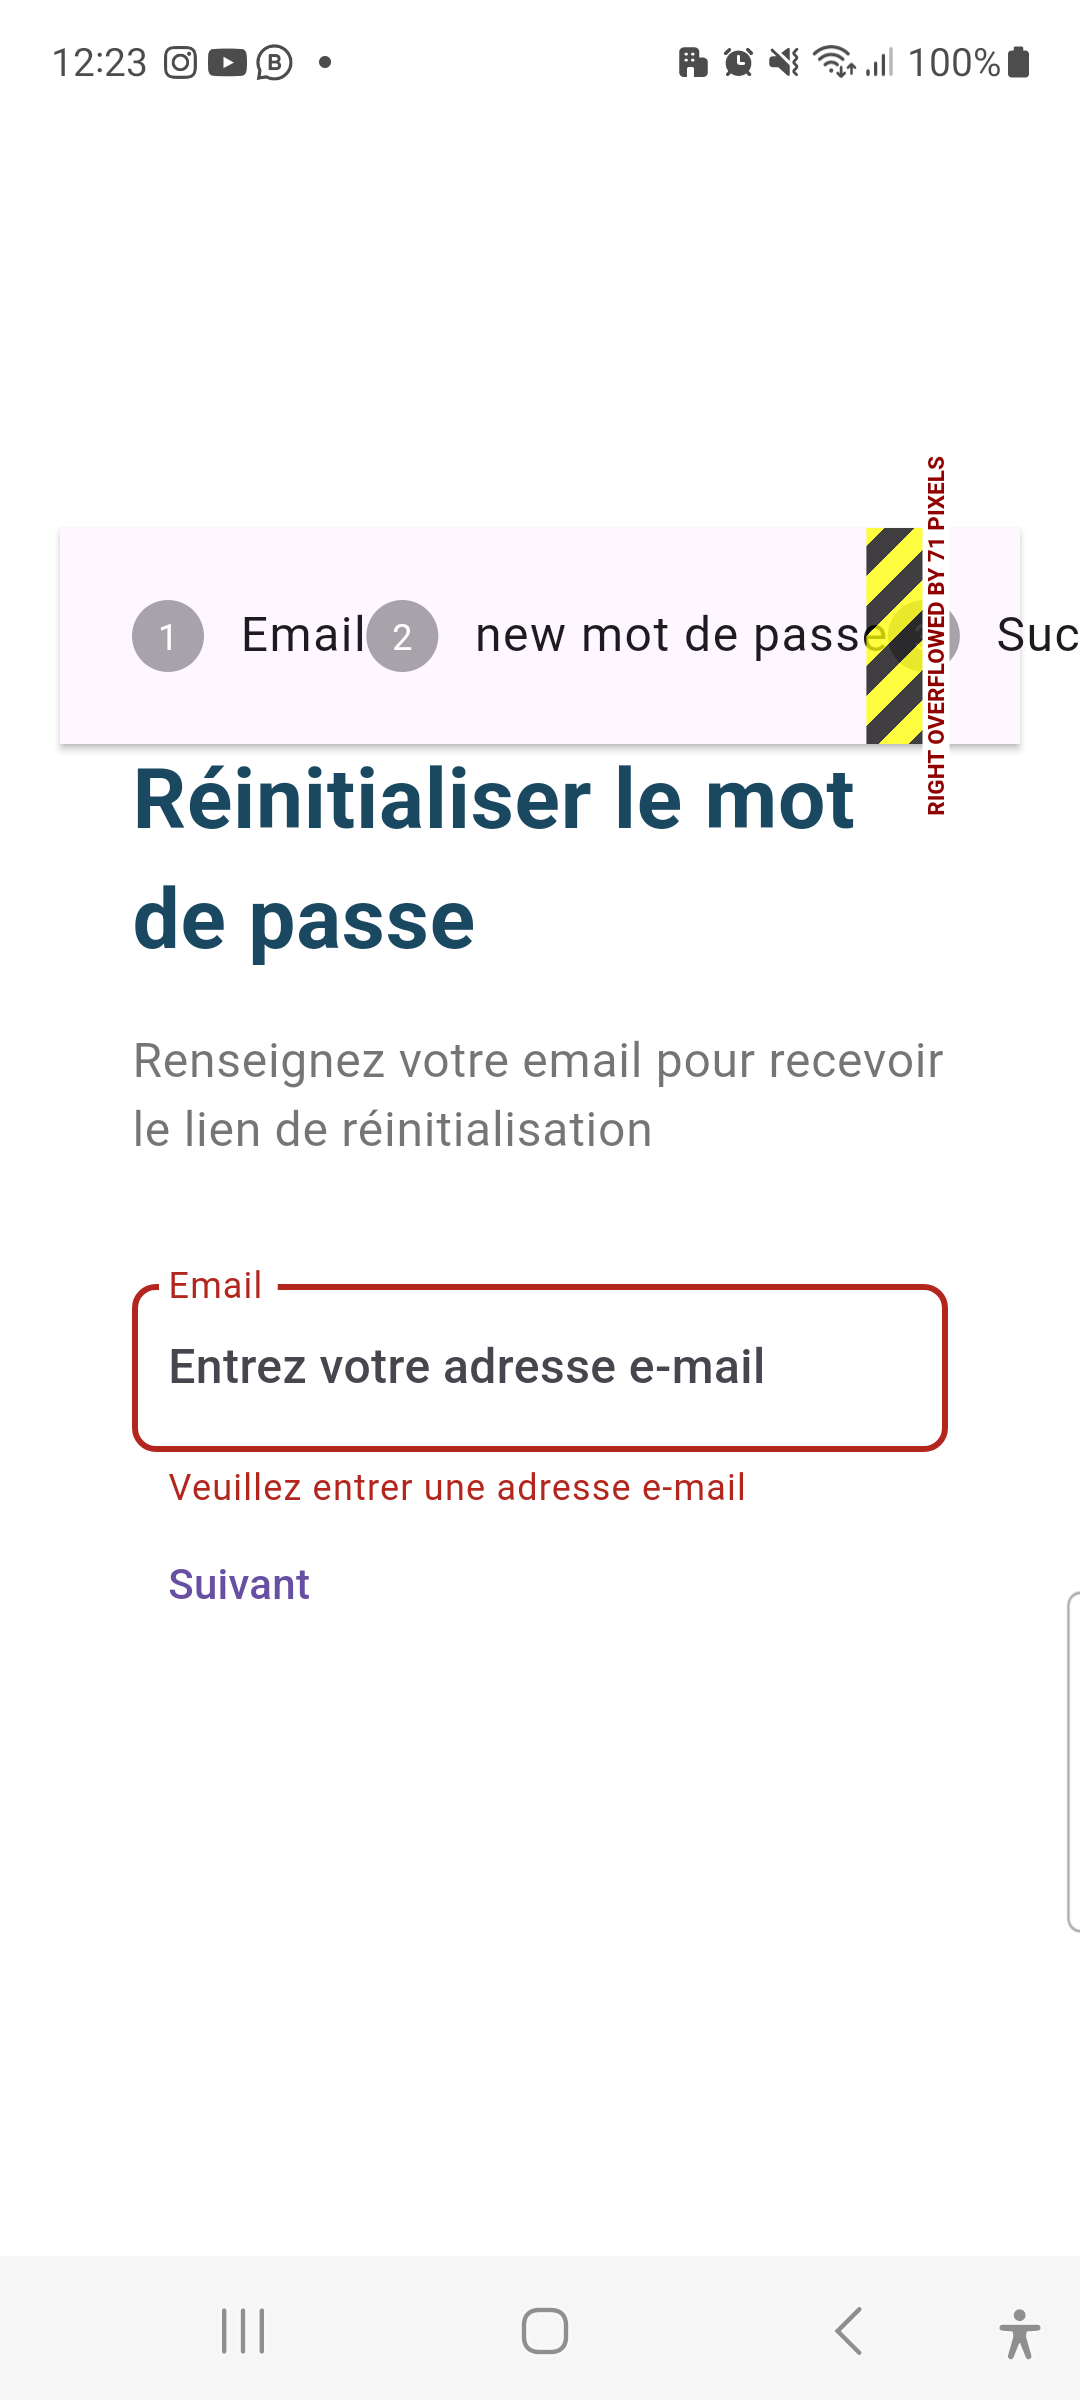 12:23 100%
RIGHT OVERFLOWED BY 71 PIXELS
1 Email 2 new mot de passe Suc
Réinitialiser le mot
de passe
Renseignez votre email pour recevoir
le lien de réinitialisation
Email
Entrez votre adresse e-mail
Veuillez entrer une adresse e-mail
Suivant